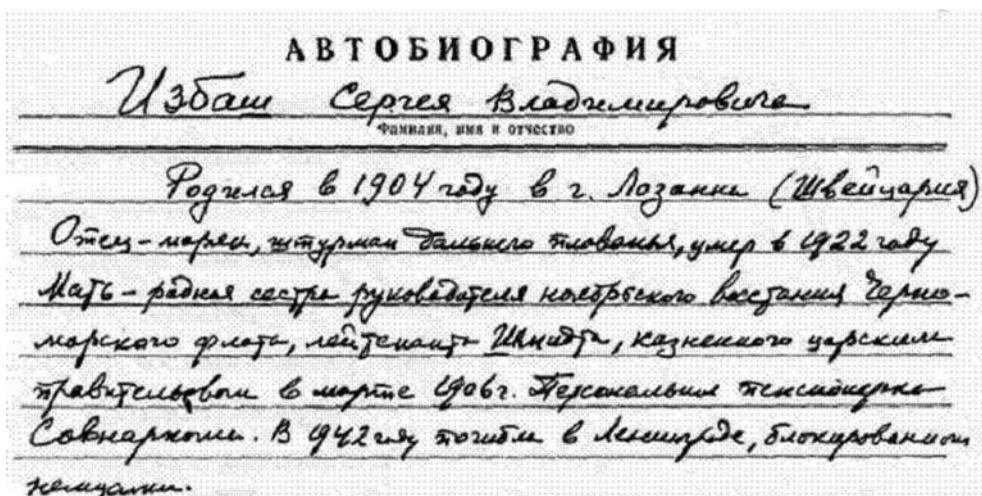 АВТОБИОГРАФИЯ
Избаш Сергея Владимировича
Фамилия, имя и отчество
Родился в 1904 году в г. Лозанни (Швейцария)
Отец – моряк, штурман дальнего плаванья, умер в 1922 году
Мать – родная сестра руководителя ноябрьского восстания Черно-
морского флота, лейтенанта Шмидта, казненного царским
правительством в марте 1906 г. Персональная пенсионерка
Совнаркома. В 1942 году погибла в Ленинграде, блокированном
немцами.